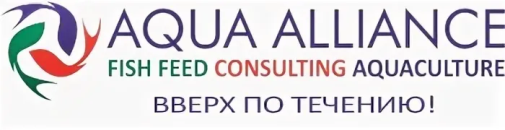 AQUA ALLIANCE
FISH FEED CONSULTING AQUACULTURE
ВВЕРХ ПО ТЕЧЕНИЮ!